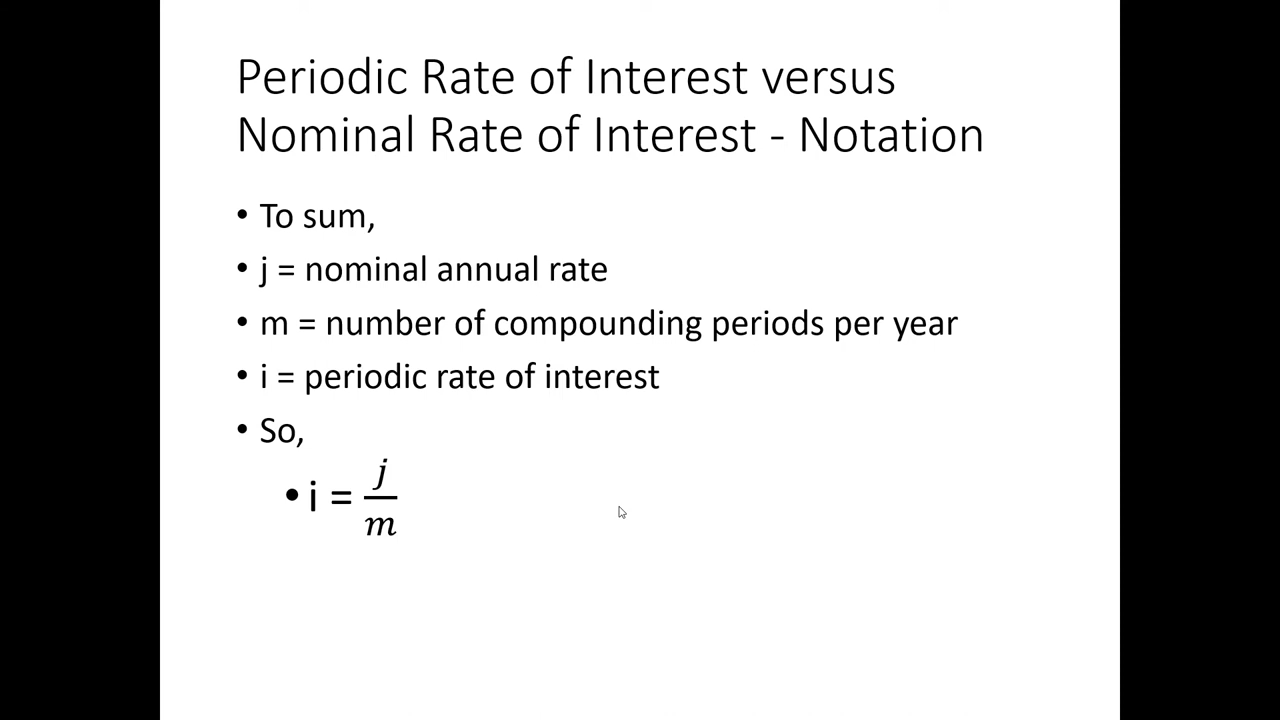 Periodic Rate of Interest versus
Nominal Rate of Interest - Notation
• To sum,
• j = nominal annual rate
• m = number of compounding periods per year
• i = periodic rate of interest
• So,
• i = j/m